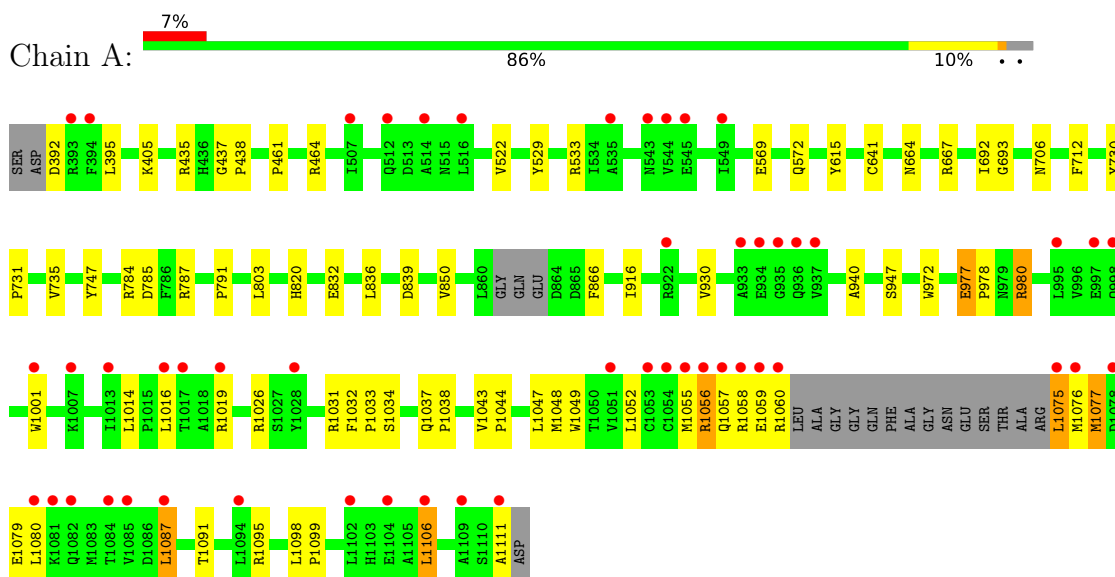 7%
Chain A:
86% 10% • •
SER ASP D392 R393 F394 L395 K405 R435 H436 G437 P438 P461 R464 I507 Q512 D513 A514 N515 L516 V522 Y529 R533 I534 A535 N543 V544 E545 I549 E569 Q572 Y615 C641 N664 R667 I692 G693 N706 F712 Y730
P731 V735 Y747 R784 D785 F786 R787 P791 L803 H820 E832 L836 D839 V850 L860 GLY GLN GLU D864 D865 F866 I916 R922 V930 A933 E934 G935 Q936 V937 A940 S947 W972 E977 P978 N979 R980 L995 V996 E997
W1001 K1007 I1013 L1014 P1015 L1016 T1017 A1018 R1019 R1026 S1027 Y1028 R1031 F1032 P1033 S1034 Q1037 P1038 V1043 P1044 L1047 M1048 W1049 T1050 V1051 L1052 C1053 C1054 M1055 R1056 Q1057 R1058 E1059 R1060 LEU ALA GLY GLY GLN PHE ALA GLY ASN GLU SER THR ALA ARG L1075 M1076 M1077 D1078
E1079 L1080 K1081 Q1082 M1083 T1084 V1085 D1086 L1087 T1091 L1094 R1095 L1098 P1099 L1102 H1103 E1104 A1105 L1106 A1109 S1110 A1111 ASP